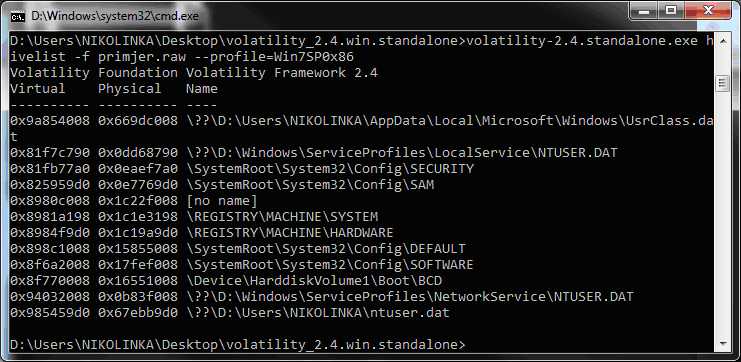 D:\Windows\system32\cmd.exe
D:\Users\NIKOLINKA\Desktop\volatility_2.4.win.standalone>volatility-2.4.standalone.exe h
ivelist -f primjer.raw --profile=Win7SP0x86
Volatility Foundation Volatility Framework 2.4
Virtual    Physical   Name
---------- ---------- ----
0x9a854008 0x669dc008 \??\D:\Users\NIKOLINKA\AppData\Local\Microsoft\Windows\UsrClass.da
t
0x81f7c790 0x0dd68790 \??\D:\Windows\ServiceProfiles\LocalService\NTUSER.DAT
0x81fb77a0 0x0eaef7a0 \SystemRoot\System32\Config\SECURITY
0x825959d0 0x0e7769d0 \SystemRoot\System32\Config\SAM
0x8980c008 0x1c22f008 [no name]
0x8981a198 0x1c1e3198 \REGISTRY\MACHINE\SYSTEM
0x8984f9d0 0x1c19a9d0 \REGISTRY\MACHINE\HARDWARE
0x898c1008 0x15855008 \SystemRoot\System32\Config\DEFAULT
0x8f6a2008 0x17fef008 \SystemRoot\System32\Config\SOFTWARE
0x8f770008 0x16551008 \Device\HarddiskVolume1\Boot\BCD
0x94032008 0x0b83f008 \??\D:\Windows\ServiceProfiles\NetworkService\NTUSER.DAT
0x985459d0 0x67ebb9d0 \??\D:\Users\NIKOLINKA\ntuser.dat
D:\Users\NIKOLINKA\Desktop\volatility_2.4.win.standalone>